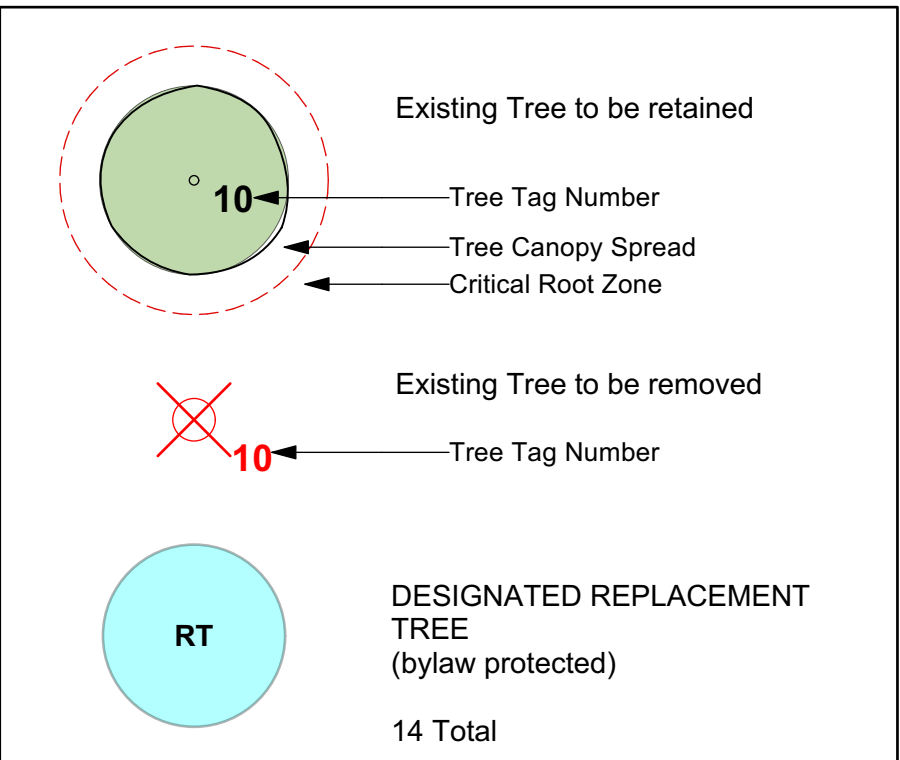 Existing Tree to be retained
10
Tree Tag Number
Tree Canopy Spread
Critical Root Zone
Existing Tree to be removed
10
Tree Tag Number
RT
DESIGNATED REPLACEMENT
TREE
(bylaw protected)
14 Total